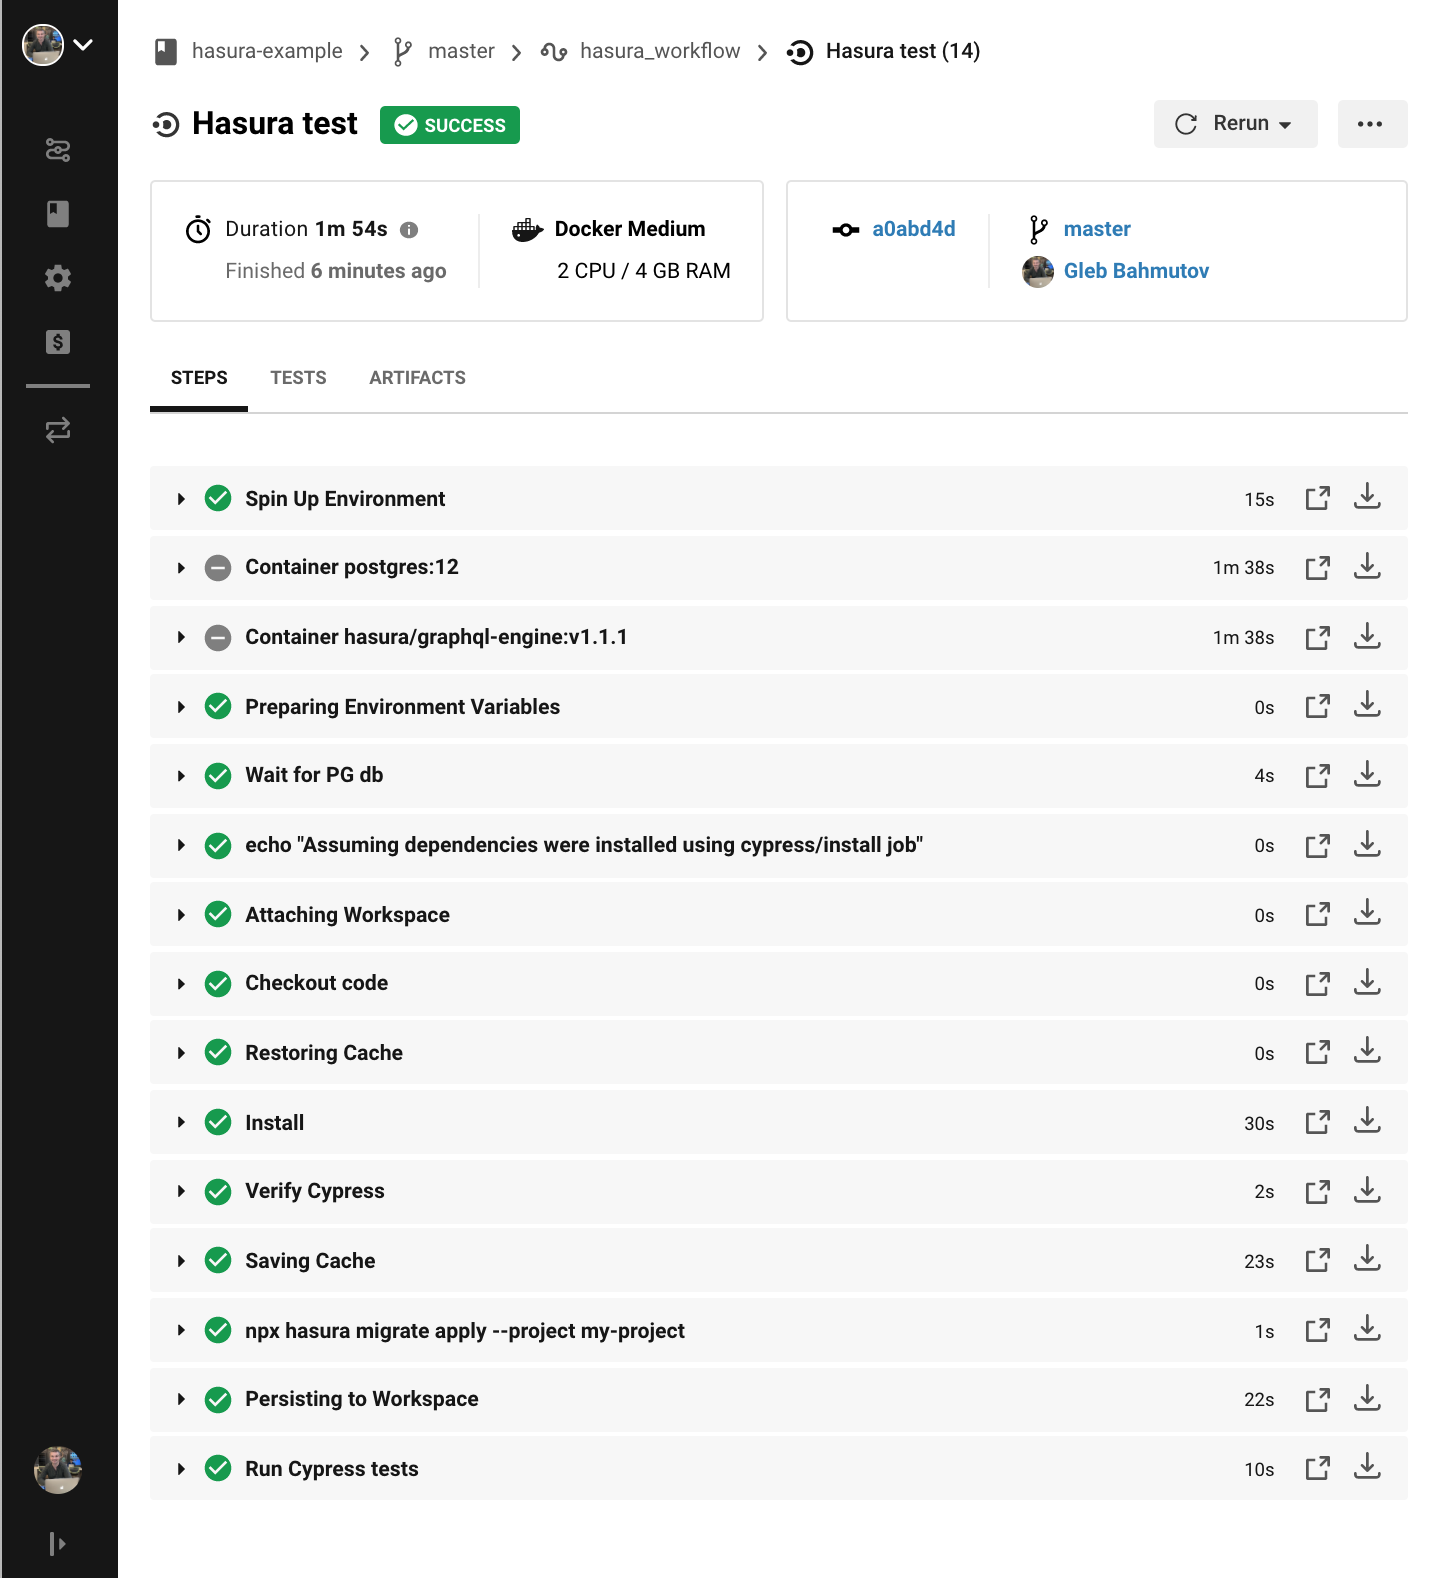 hasura-example master hasura_workflow Hasura test (14)
Hasura test SUCCESS Rerun
Duration 1m 54s
Finished 6 minutes ago
Docker Medium
2 CPU / 4 GB RAM
a0abd4d
master
Gleb Bahmutov
STEPS TESTS ARTIFACTS
Spin Up Environment 15s
Container postgres:12 1m 38s
Container hasura/graphql-engine:v1.1.1 1m 38s
Preparing Environment Variables 0s
Wait for PG db 4s
echo "Assuming dependencies were installed using cypress/install job" 0s
Attaching Workspace 0s
Checkout code 0s
Restoring Cache 0s
Install 30s
Verify Cypress 2s
Saving Cache 23s
npx hasura migrate apply --project my-project 1s
Persisting to Workspace 22s
Run Cypress tests 10s